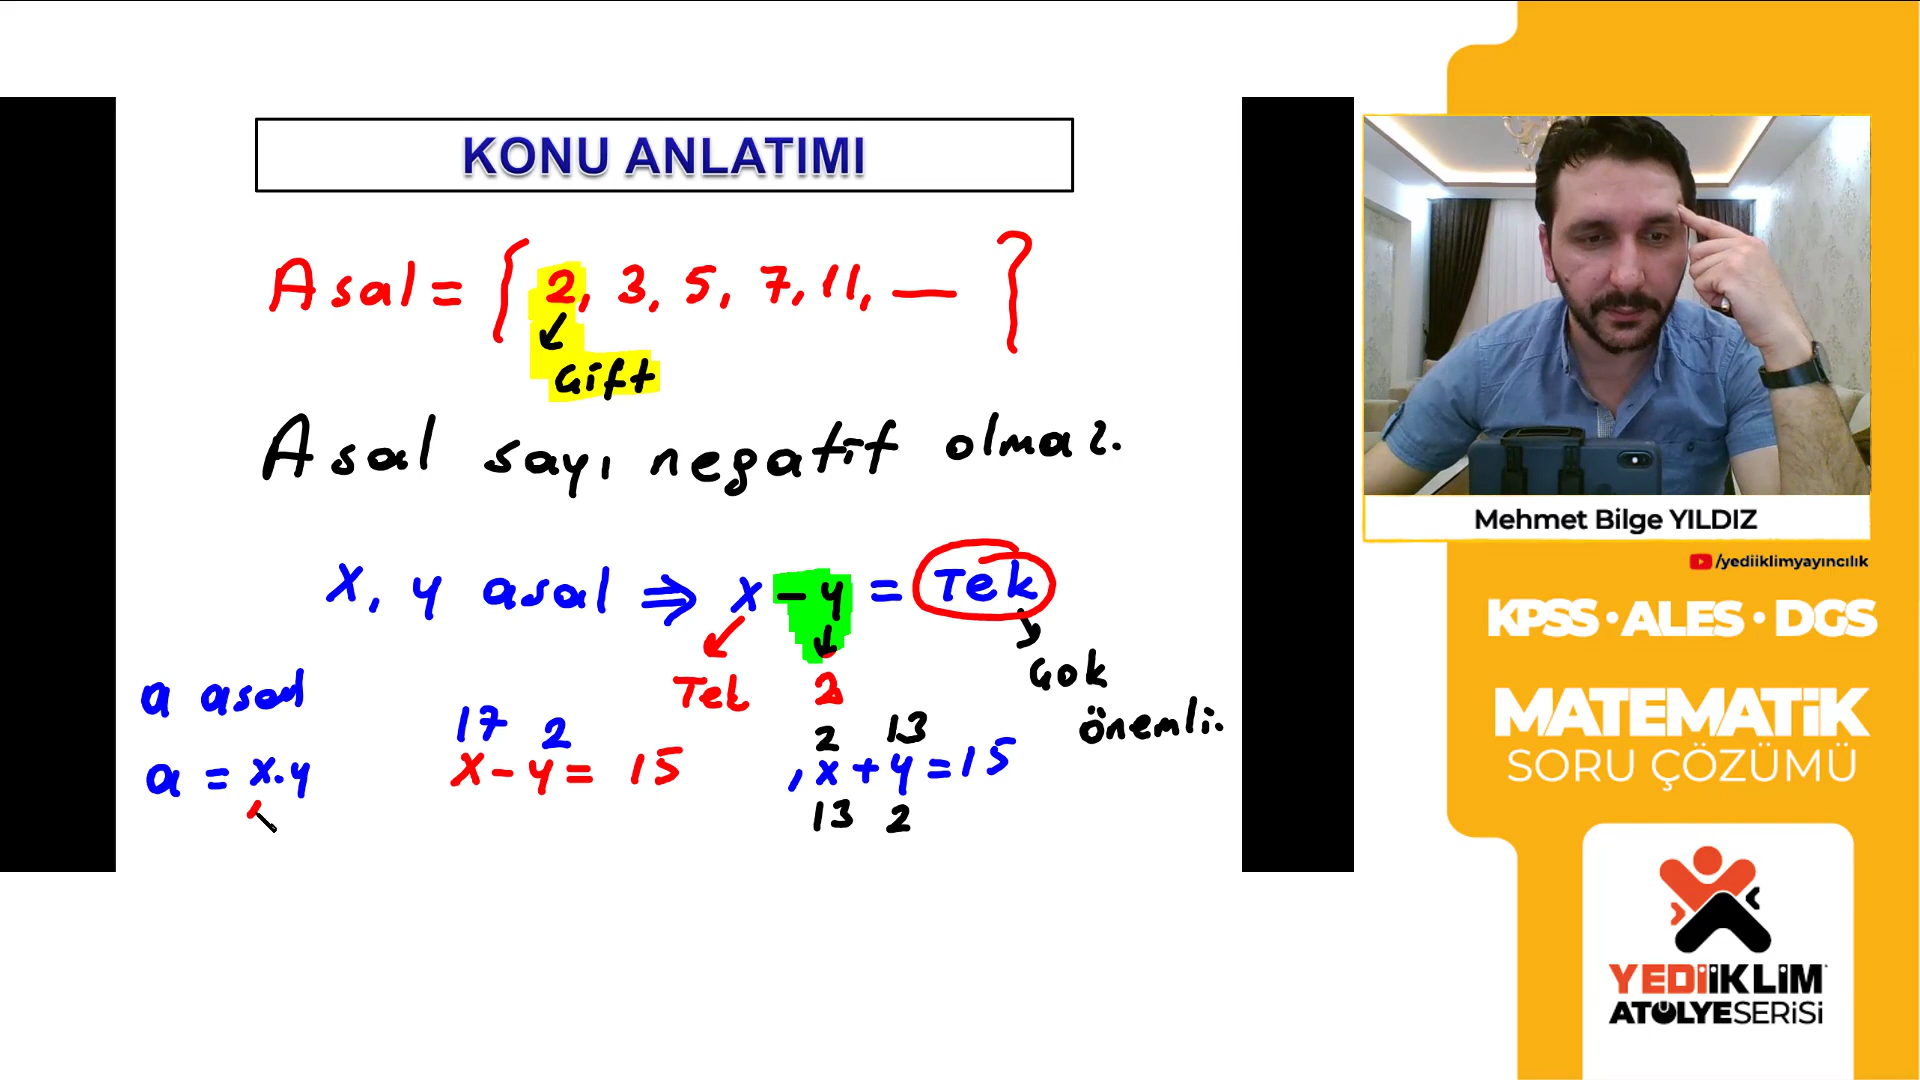 KONU ANLATIMI
Asal = { 2, 3, 5, 7, 11, — }
Çift
Asal sayı negatif olmaz.
x, y asal ⇒ x - y = Tek
Tek 2
Çok
önemli.
a asal
a = x.y
17 2
x - y = 15
2 13
, x + y = 15
13 2
Mehmet Bilge YILDIZ
/yediiklimyayıncılık
KPSS • ALES • DGS
MATEMATİK
SORU ÇÖZÜMÜ
YEDİİKLİM
ATÖLYESERİSİ